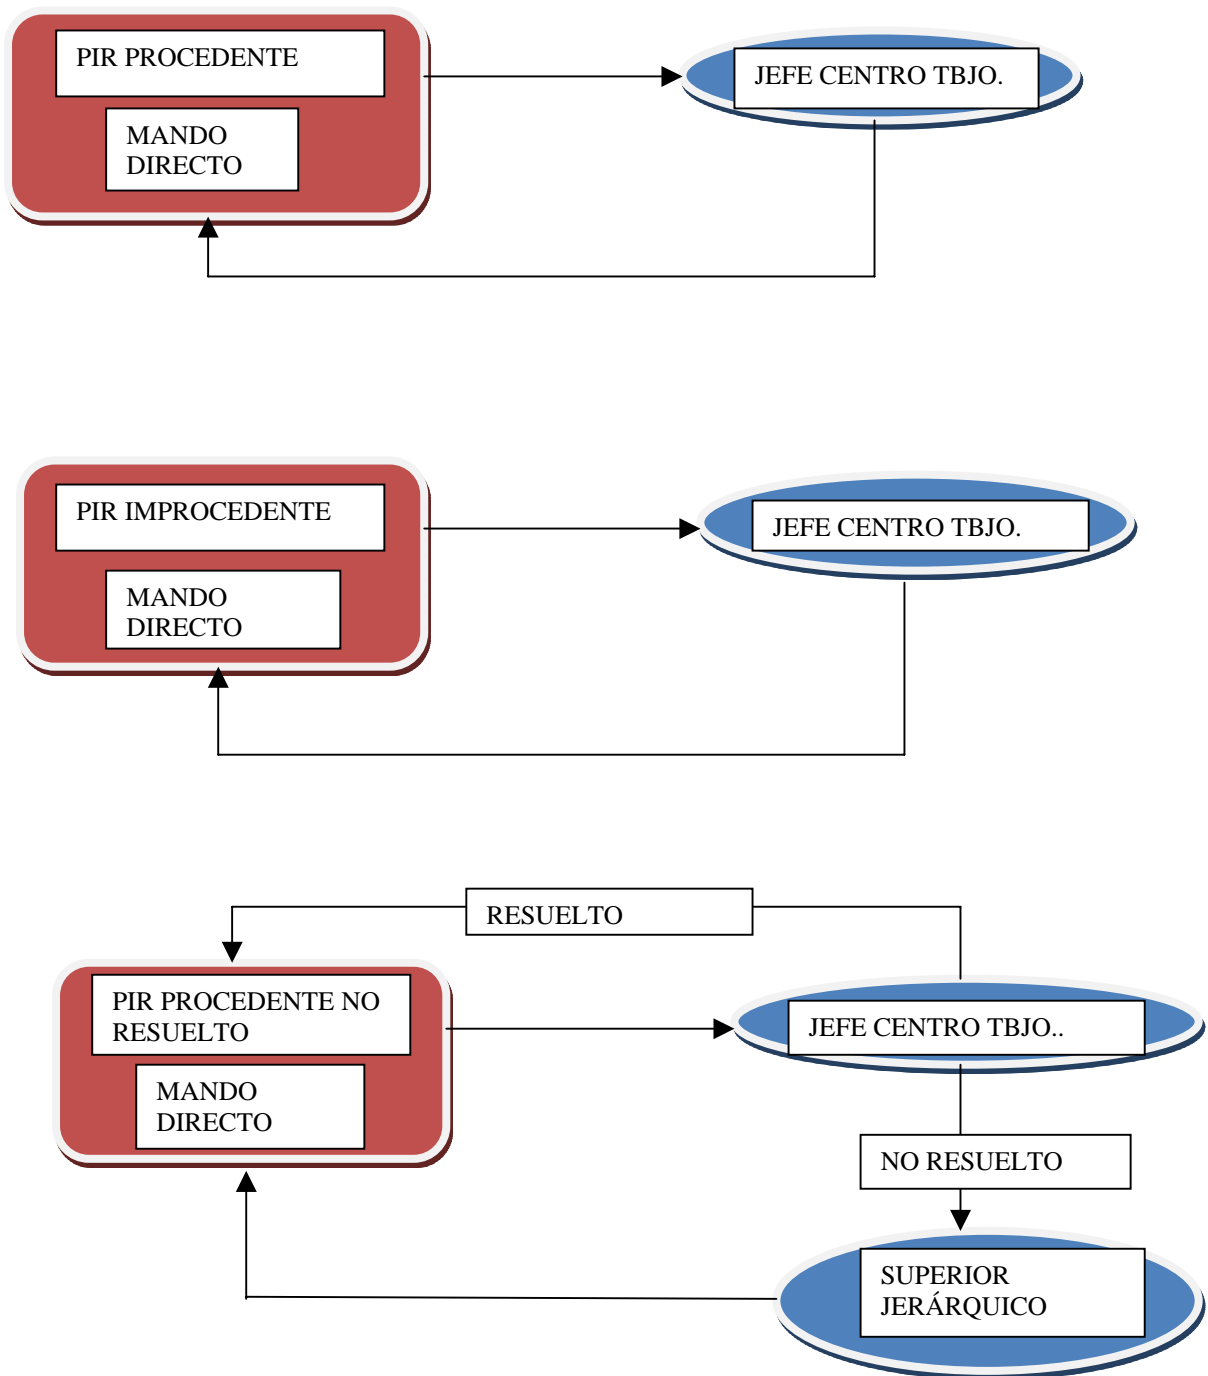 PIR PROCEDENTE
JEFE CENTRO TBJO.
MANDO
DIRECTO
PIR IMPROCEDENTE
JEFE CENTRO TBJO.
MANDO
DIRECTO
RESUELTO
PIR PROCEDENTE NO
RESUELTO
JEFE CENTRO TBJO..
MANDO
DIRECTO
NO RESUELTO
SUPERIOR
JERÁRQUICO